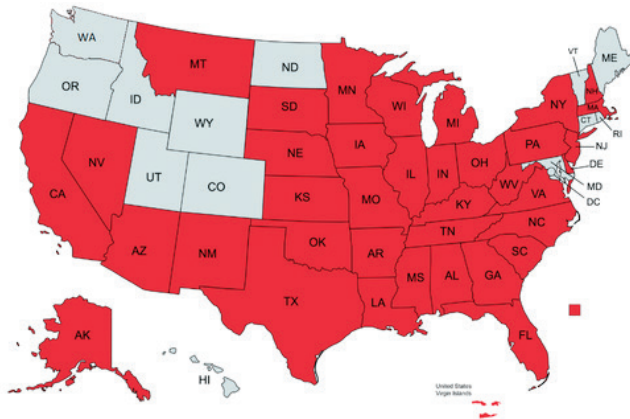 WA
MT
ND
VT
ME
OR
ID
MN
NH
SD
WI
NY
MA
WY
MI
CT
RI
IA
PA
NE
NJ
NV
OH
UT
IL
IN
DE
CO
MD
CA
WV
VA
KS
MO
DC
KY
NC
TN
AZ
NM
OK
AR
SC
MS
AL
GA
TX
LA
AK
FL
HI
United States
Virgin Islands